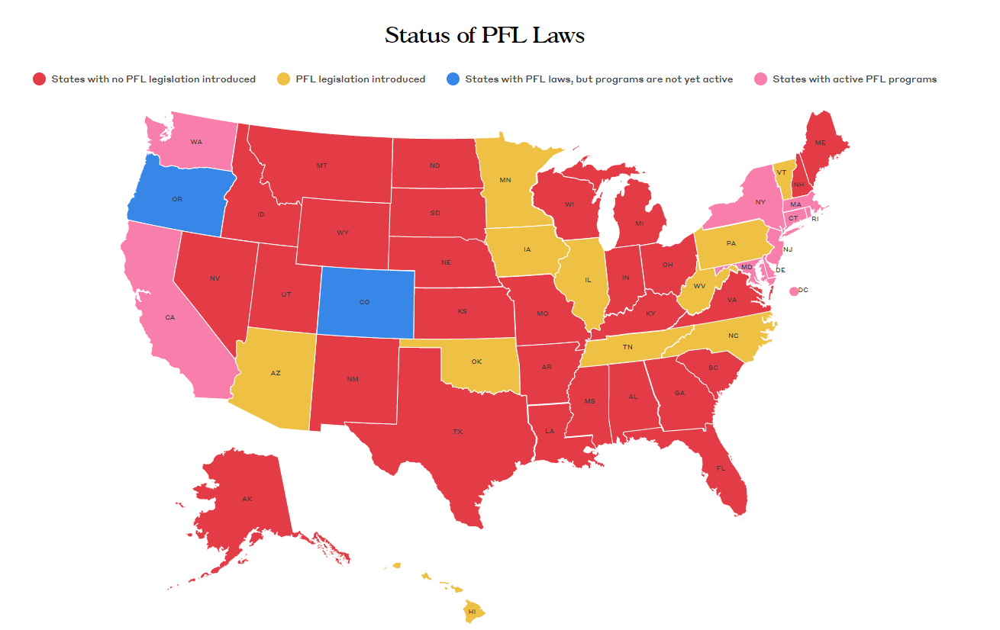 Status of PFL Laws
States with no PFL legislation introduced
PFL legislation introduced
States with PFL laws, but programs are not yet active
States with active PFL programs
WA
MT
ND
MN
ME
VT
NH
OR
ID
SD
WI
MI
NY
MA
CT
RI
WY
IA
PA
NJ
NV
UT
NE
IL
IN
OH
MD
DE
DC
CO
WV
VA
CA
KS
MO
KY
NC
TN
AZ
NM
OK
AR
SC
MS
AL
GA
TX
LA
FL
AK
HI